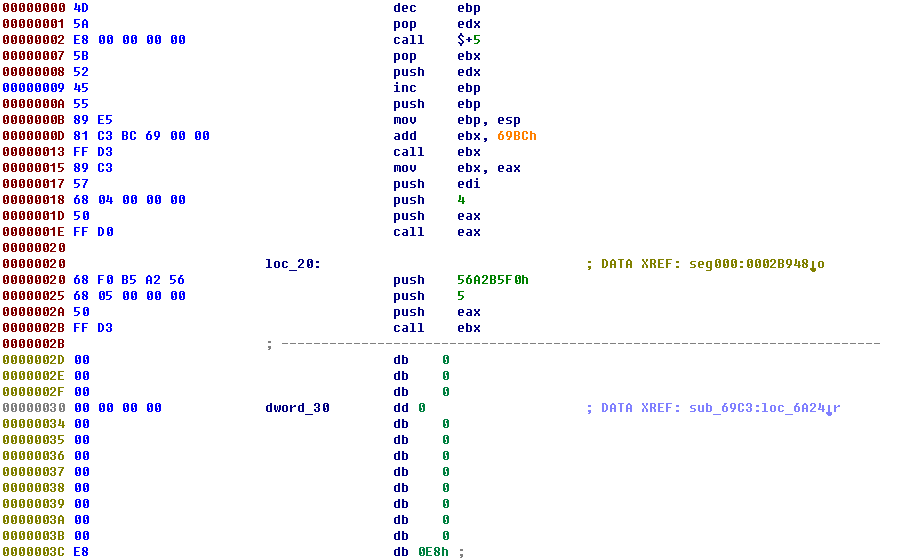 00000000 4D dec ebp
00000001 5A pop edx
00000002 E8 00 00 00 00 call $+5
00000007 5B pop ebx
00000008 52 push edx
00000009 45 inc ebp
0000000A 55 push ebp
0000000B 89 E5 mov ebp, esp
0000000D 81 C3 BC 69 00 00 add ebx, 69BCh
00000013 FF D3 call ebx
00000015 89 C3 mov ebx, eax
00000017 57 push edi
00000018 68 04 00 00 00 push 4
0000001D 50 push eax
0000001E FF D0 call eax
00000020
00000020 loc_20: ; DATA XREF: seg000:0002B948↓o
00000020 68 F0 B5 A2 56 push 56A2B5F0h
00000025 68 05 00 00 00 push 5
0000002A 50 push eax
0000002B FF D3 call ebx
0000002B ; ---------------------------------------------------------------------------
0000002D 00 db 0
0000002E 00 db 0
0000002F 00 db 0
00000030 00 00 00 00 dword_30 dd 0 ; DATA XREF: sub_69C3:loc_6A24↓r
00000034 00 db 0
00000035 00 db 0
00000036 00 db 0
00000037 00 db 0
00000038 00 db 0
00000039 00 db 0
0000003A 00 db 0
0000003B 00 db 0
0000003C E8 db 0E8h ;